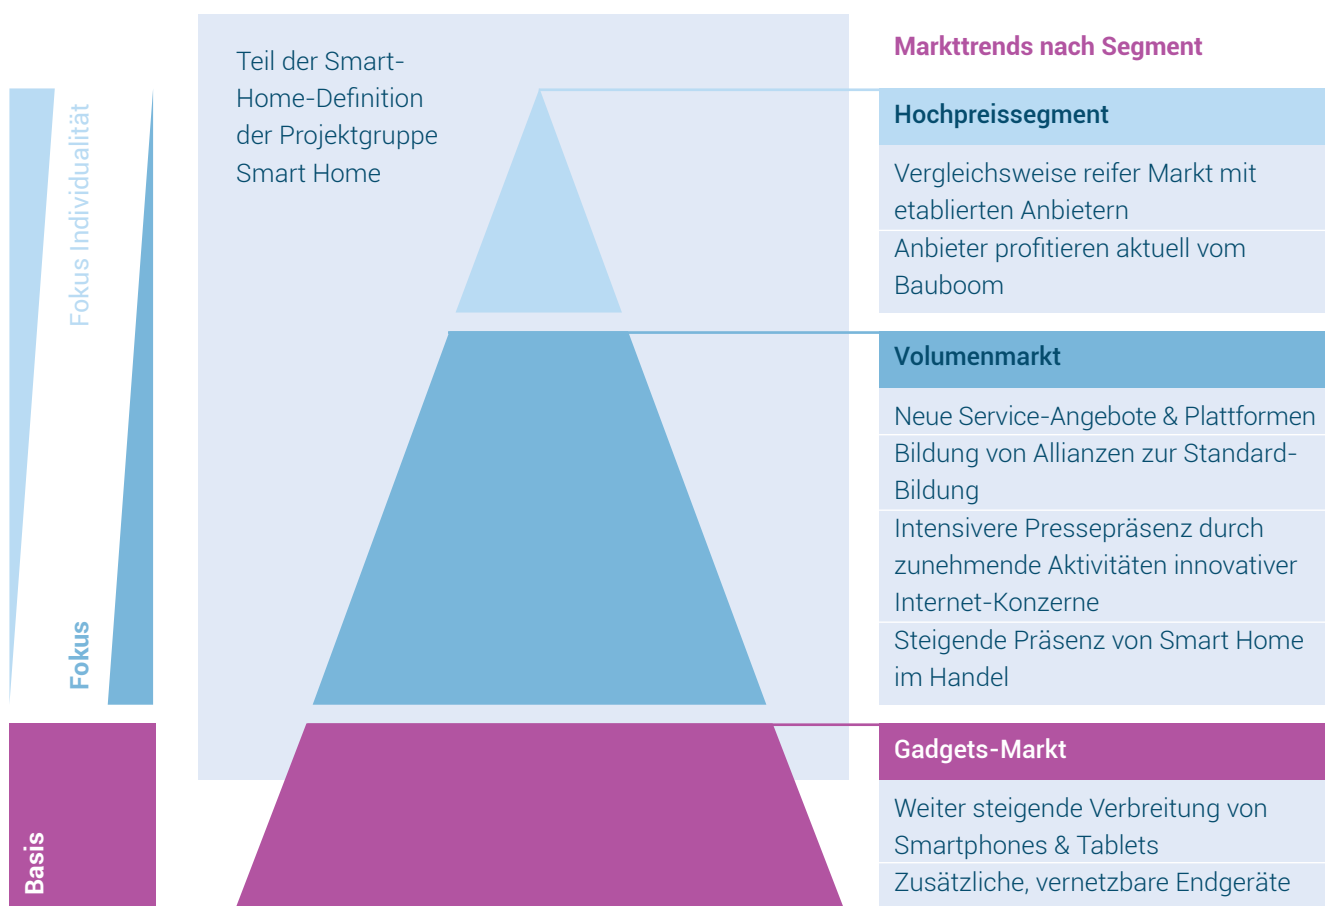 Teil der Smart-
Home-Definition
der Projektgruppe
Smart Home
Fokus Individualität
Fokus
Basis
Markttrends nach Segment
Hochpreissegment
Vergleichsweise reifer Markt mit
etablierten Anbietern
Anbieter profitieren aktuell vom
Bauboom
Volumenmarkt
Neue Service-Angebote & Plattformen
Bildung von Allianzen zur Standard-
Bildung
Intensivere Pressepräsenz durch
zunehmende Aktivitäten innovativer
Internet-Konzerne
Steigende Präsenz von Smart Home
im Handel
Gadgets-Markt
Weiter steigende Verbreitung von
Smartphones & Tablets
Zusätzliche, vernetzbare Endgeräte